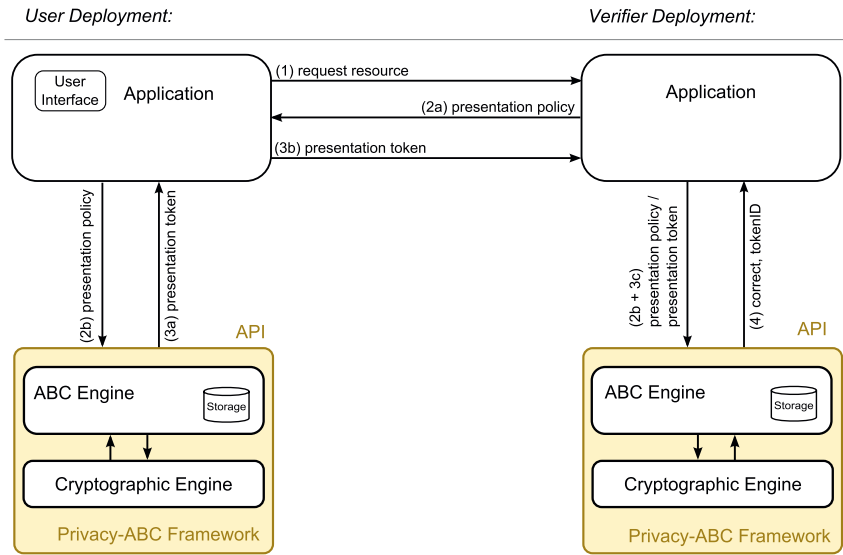 User Deployment:
Verifier Deployment:
User
Interface
Application
(1) request resource
(2a) presentation policy
(3b) presentation token
Application
(2b) presentation policy
(3a) presentation token
(2b + 3c)
presentation policy /
presentation token
(4) correct, tokenID
API
ABC Engine
Storage
Cryptographic Engine
Privacy-ABC Framework
API
ABC Engine
Storage
Cryptographic Engine
Privacy-ABC Framework